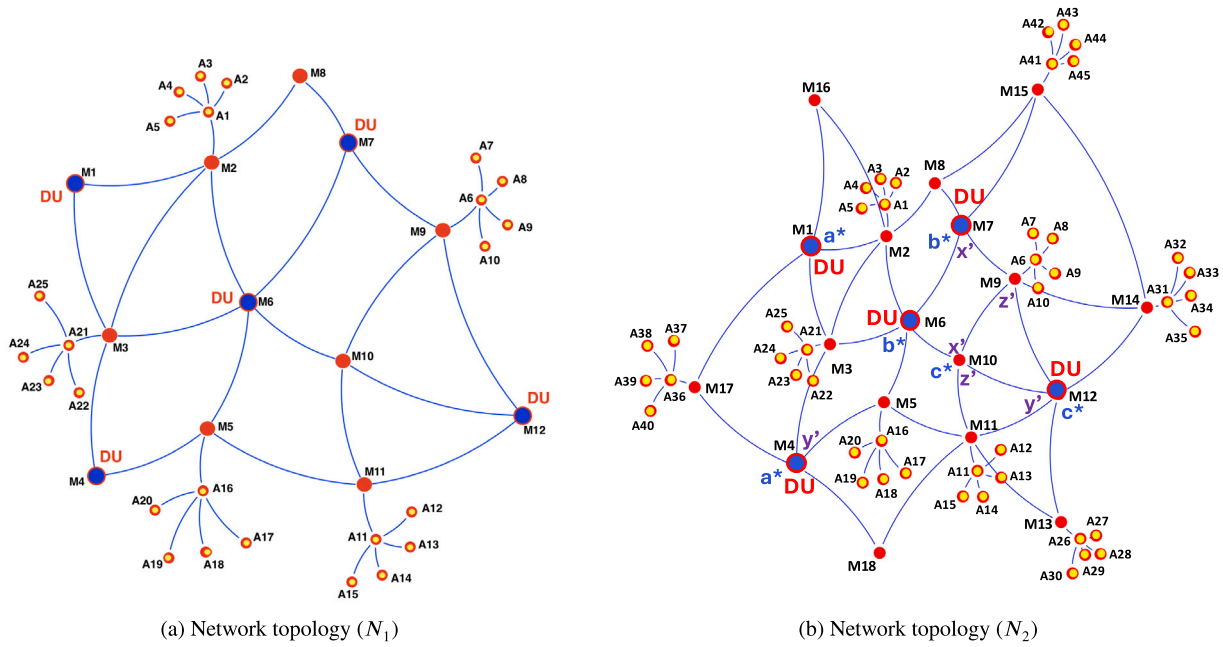 A3
A4
A2
A5
A1
M8
DU
M7
M2
M1
DU
A7
A8
A6
A9
A10
M9
A25
A21
A24
A23
A22
M3
DU
M6
M10
DU
M12
M5
DU
M4
A16
A20
A19
A18
A17
M11
A12
A11
A13
A14
A15
(a) Network topology (N1)
A43
A42
A44
A41
A45
M15
M16
M8
A3
A2
A4
A5
A1
M1
a*
DU
M2
DU
M7
b*
x'
A7
A8
A6
A9
A10
M9
z'
A32
A31
A33
A34
A35
M14
A25
A21
A24
A23
A22
M3
DU
M6
b*
x'
M10
c*
z'
DU
M12
y'
c*
A38
A37
A39
A36
A40
M17
M5
y'
M4
a*
DU
A16
A20
A17
A19
A18
M11
A12
A11
A13
A15
A14
M13
A27
A26
A28
A29
A30
M18
(b) Network topology (N2)